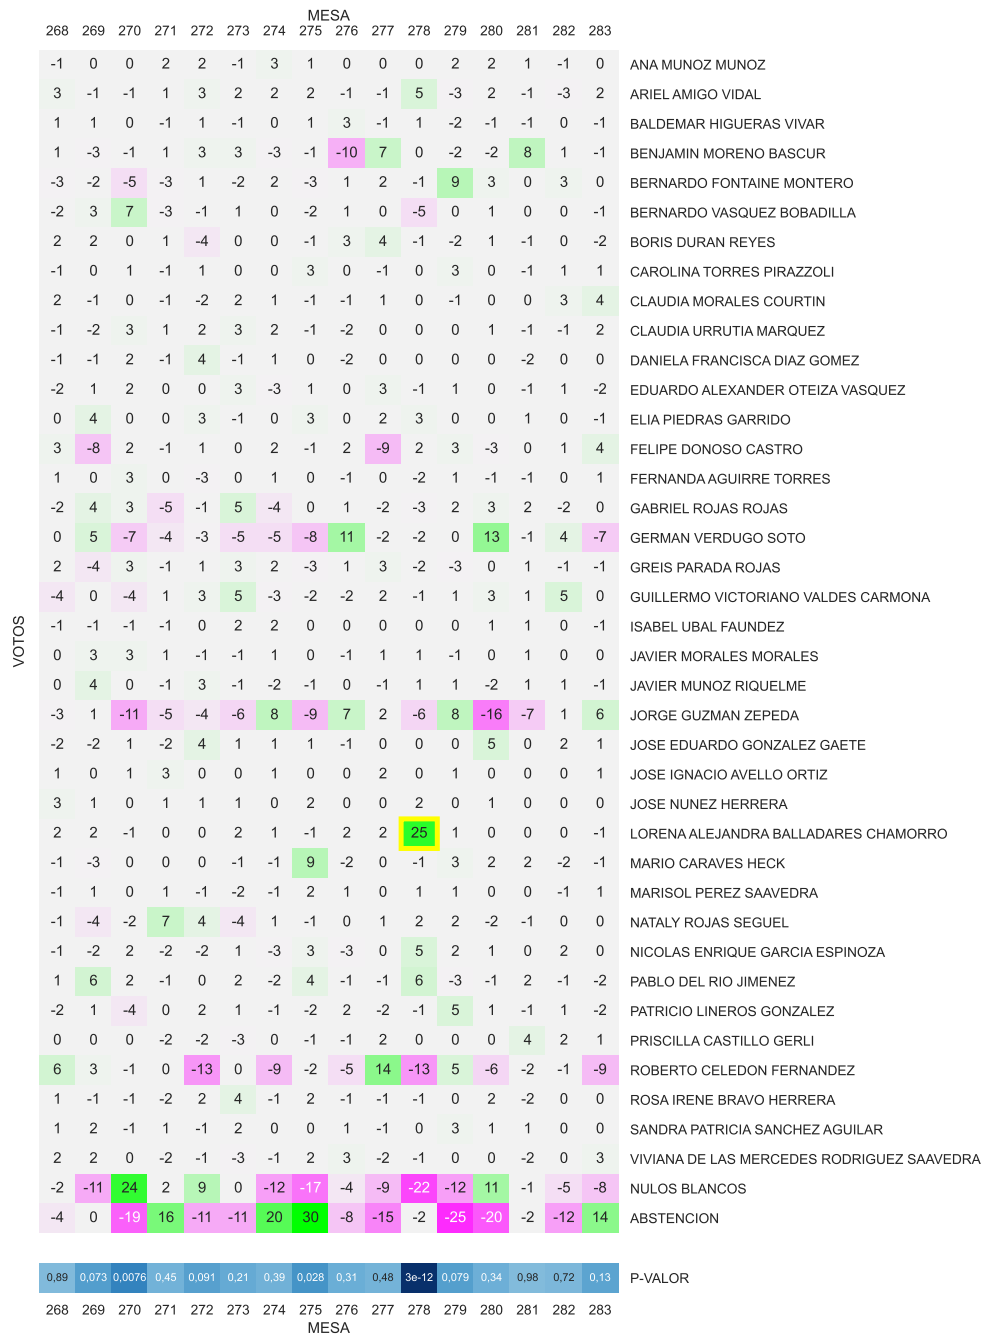 MESA
268 269 270 271 272 273 274 275 276 277 278 279 280 281 282 283
-1 0 0 2 2 -1 3 1 0 0 0 2 2 1 -1 0 ANA MUNOZ MUNOZ
3 -1 -1 1 3 2 2 2 -1 -1 5 -3 2 -1 -3 2 ARIEL AMIGO VIDAL
1 1 0 -1 1 -1 0 1 3 -1 1 -2 -1 -1 0 -1 BALDEMAR HIGUERAS VIVAR
1 -3 -1 1 3 3 -3 -1 -10 7 0 -2 -2 8 1 -1 BENJAMIN MORENO BASCUR
-3 -2 -5 -3 1 -2 2 -3 1 2 -1 9 3 0 3 0 BERNARDO FONTAINE MONTERO
-2 3 7 -3 -1 1 0 -2 1 0 -5 0 1 0 0 -1 BERNARDO VASQUEZ BOBADILLA
2 2 0 1 -4 0 0 -1 3 4 -1 -2 1 -1 0 -2 BORIS DURAN REYES
-1 0 1 -1 1 0 0 3 0 -1 0 3 0 -1 1 1 CAROLINA TORRES PIRAZZOLI
2 -1 0 -1 -2 2 1 -1 -1 1 0 -1 0 0 3 4 CLAUDIA MORALES COURTIN
-1 -2 3 1 2 3 2 -1 -2 0 0 0 1 -1 -1 2 CLAUDIA URRUTIA MARQUEZ
-1 -1 2 -1 4 -1 1 0 -2 0 0 0 0 -2 0 0 DANIELA FRANCISCA DIAZ GOMEZ
-2 1 2 0 0 3 -3 1 0 3 -1 1 0 -1 1 -2 EDUARDO ALEXANDER OTEIZA VASQUEZ
0 4 0 0 3 -1 0 3 0 2 3 0 0 1 0 -1 ELIA PIEDRAS GARRIDO
3 -8 2 -1 1 0 2 -1 2 -9 2 3 -3 0 1 4 FELIPE DONOSO CASTRO
1 0 3 0 -3 0 1 0 -1 0 -2 1 -1 -1 0 1 FERNANDA AGUIRRE TORRES
-2 4 3 -5 -1 5 -4 0 1 -2 -3 2 3 2 -2 0 GABRIEL ROJAS ROJAS
0 5 -7 -4 -3 -5 -5 -8 11 -2 -2 0 13 -1 4 -7 GERMAN VERDUGO SOTO
2 -4 3 -1 1 3 2 -3 1 3 -2 -3 0 1 -1 -1 GREIS PARADA ROJAS
-4 0 -4 1 3 5 -3 -2 -2 2 -1 1 3 1 5 0 GUILLERMO VICTORIANO VALDES CARMONA
-1 -1 -1 -1 0 2 2 0 0 0 0 0 1 1 0 -1 ISABEL UBAL FAUNDEZ
VOTOS
0 3 3 1 -1 -1 1 0 -1 1 1 -1 0 1 0 0 JAVIER MORALES MORALES
0 4 0 -1 3 -1 -2 -1 0 -1 1 1 -2 1 1 -1 JAVIER MUNOZ RIQUELME
-3 1 -11 -5 -4 -6 8 -9 7 2 -6 8 -16 -7 1 6 JORGE GUZMAN ZEPEDA
-2 -2 1 -2 4 1 1 1 -1 0 0 0 5 0 2 1 JOSE EDUARDO GONZALEZ GAETE
1 0 1 3 0 0 1 0 0 2 0 1 0 0 0 1 JOSE IGNACIO AVELLO ORTIZ
3 1 0 1 1 1 0 2 0 0 2 0 1 0 0 0 JOSE NUNEZ HERRERA
2 2 -1 0 0 2 1 -1 2 2 25 1 0 0 0 -1 LORENA ALEJANDRA BALLADARES CHAMORRO
-1 -3 0 0 0 -1 -1 9 -2 0 -1 3 2 2 -2 -1 MARIO CARAVES HECK
-1 1 0 1 -1 -2 -1 2 1 0 1 1 0 0 -1 1 MARISOL PEREZ SAAVEDRA
-1 -4 -2 7 4 -4 1 -1 0 1 2 2 -2 -1 0 0 NATALY ROJAS SEGUEL
-1 -2 2 -2 -2 1 -3 3 -3 0 5 2 1 0 2 0 NICOLAS ENRIQUE GARCIA ESPINOZA
1 6 2 -1 0 2 -2 4 -1 -1 6 -3 -1 2 -1 -2 PABLO DEL RIO JIMENEZ
-2 1 -4 0 2 1 -1 -2 2 -2 -1 5 1 -1 1 -2 PATRICIO LINEROS GONZALEZ
0 0 0 -2 -2 -3 0 -1 -1 2 0 0 0 4 2 1 PRISCILLA CASTILLO GERLI
6 3 -1 0 -13 0 -9 -2 -5 14 -13 5 -6 -2 -1 -9 ROBERTO CELEDON FERNANDEZ
1 -1 -1 -2 2 4 -1 2 -1 -1 -1 0 2 -2 0 0 ROSA IRENE BRAVO HERRERA
1 2 -1 1 -1 2 0 0 1 -1 0 3 1 1 0 0 SANDRA PATRICIA SANCHEZ AGUILAR
2 2 0 -2 -1 -3 -1 2 3 -2 -1 0 0 -2 0 3 VIVIANA DE LAS MERCEDES RODRIGUEZ SAAVEDRA
-2 -11 24 2 9 0 -12 -17 -4 -9 -22 -12 11 -1 -5 -8 NULOS BLANCOS
-4 0 -19 16 -11 -11 20 30 -8 -15 -2 -25 -20 -2 -12 14 ABSTENCION
0,89 0,073 0,0076 0,45 0,091 0,21 0,39 0,028 0,31 0,48 3e-12 0,079 0,34 0,98 0,72 0,13 P-VALOR
268 269 270 271 272 273 274 275 276 277 278 279 280 281 282 283
MESA